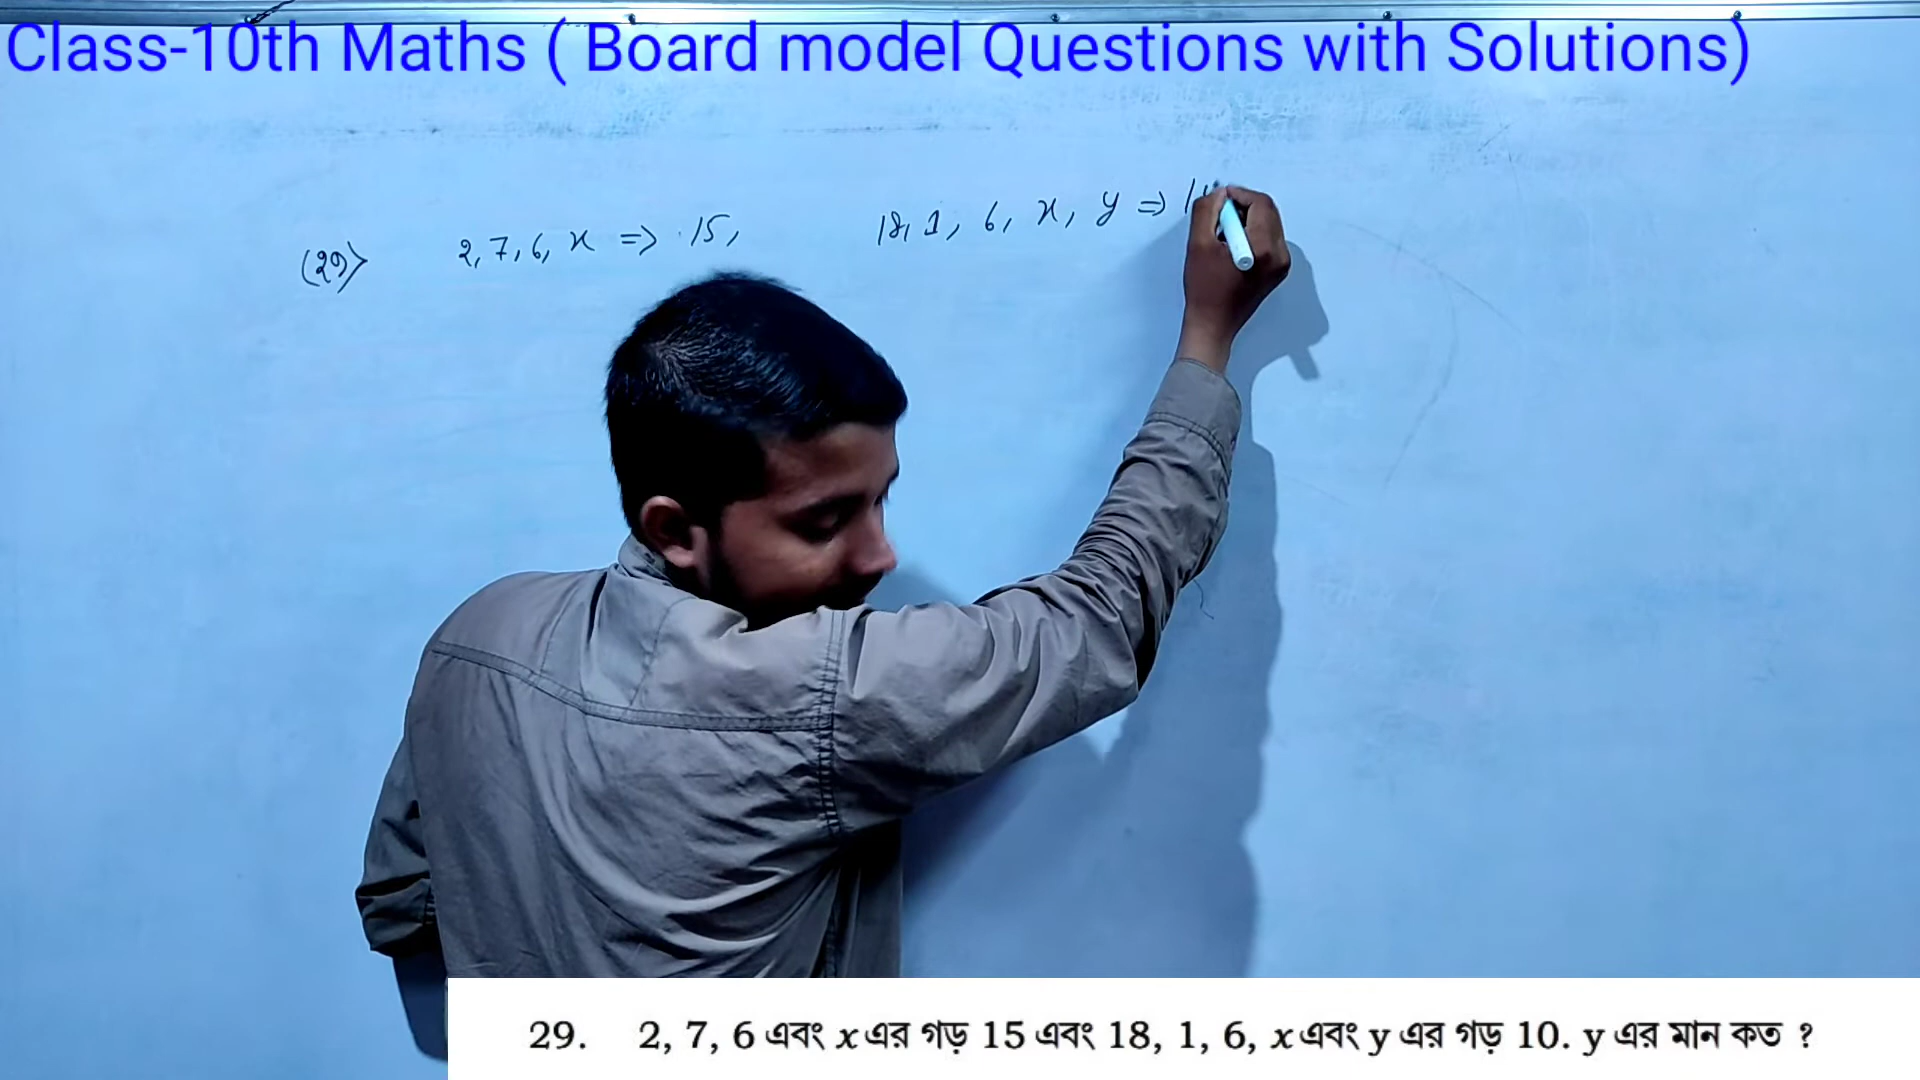 Class-10th Maths ( Board model Questions with Solutions)
(29) 2, 7, 6, x => 15, 18, 1, 6, x, y =>
29. 2, 7, 6 এবং x এর গড় 15 এবং 18, 1, 6, x এবং y এর গড় 10. y এর মান কত ?